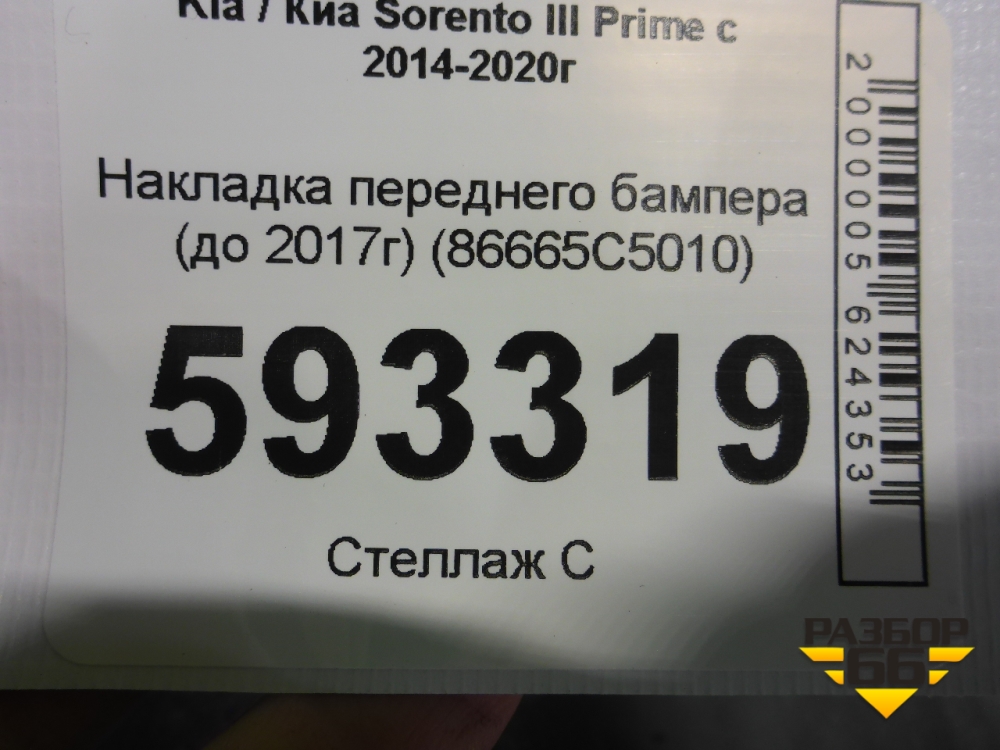 Kia / Киа Sorento III Prime с
2014-2020г
Накладка переднего бампера
(до 2017г) (86665C5010)
593319
Стеллаж C
2000005624353
РАЗБОР
66